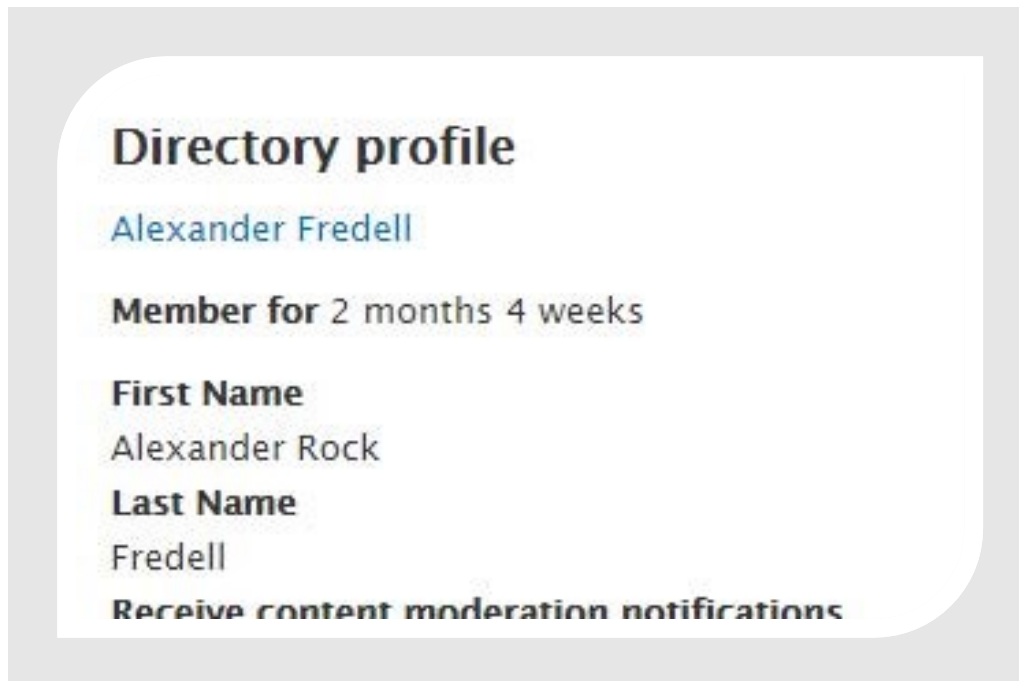 Directory profile
Alexander Fredell
Member for 2 months 4 weeks
First Name
Alexander Rock
Last Name
Fredell
Receive content moderation notifications